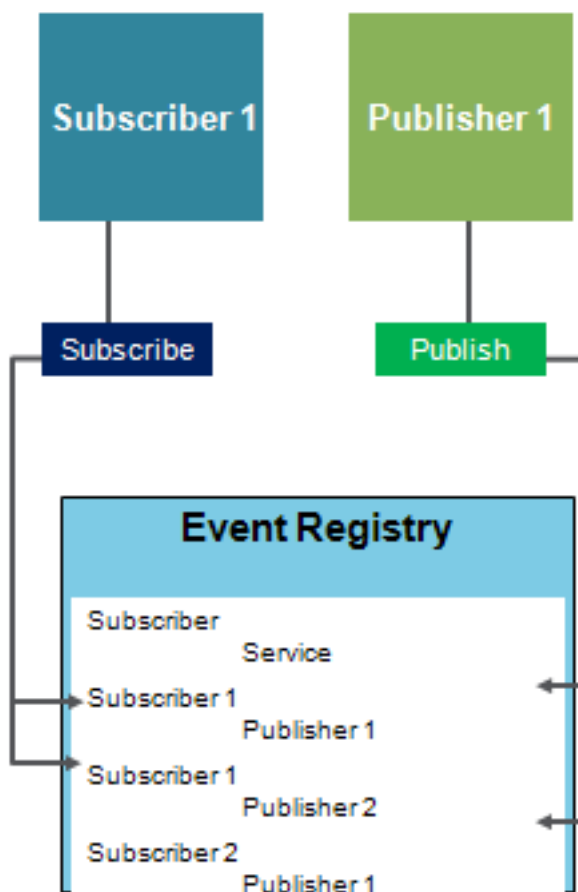 Subscriber 1
Publisher 1
Subscribe
Publish
Event Registry
Subscriber
Service
Subscriber 1
Publisher 1
Subscriber 1
Publisher 2
Subscriber 2
Publisher 1